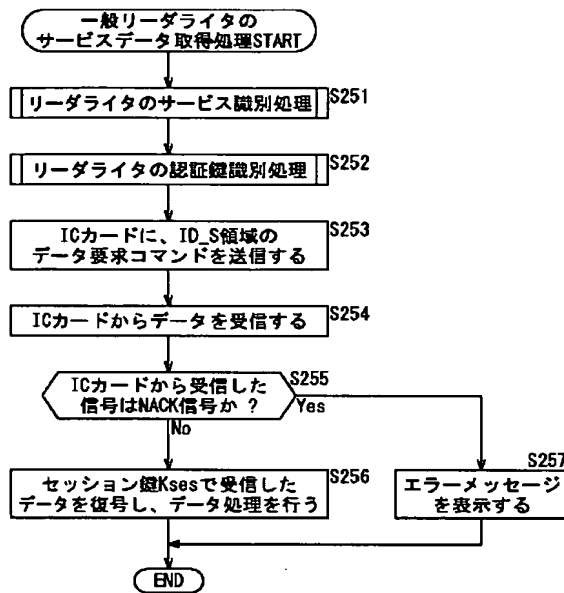 一般リーダライタの
サービスデータ取得処理START
リーダライタのサービス識別処理
S251
リーダライタの認証鍵識別処理
S252
ICカードに、ID_S領域の
データ要求コマンドを送信する
S253
ICカードからデータを受信する
S254
ICカードから受信した
信号はNACK信号か ?
S255
Yes
No
セッション鍵Ksesで受信した
データを復号し、データ処理を行う
S256
エラーメッセージ
を表示する
S257
END